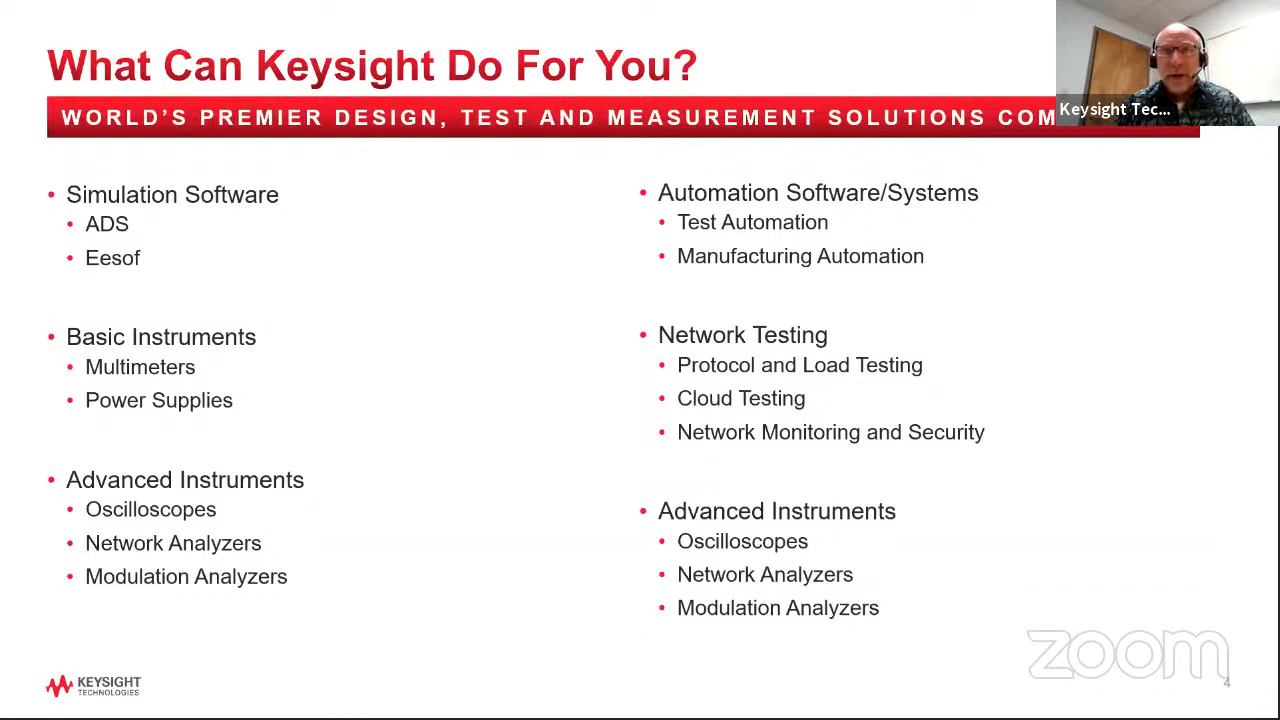 What Can Keysight Do For You?
WORLD'S PREMIER DESIGN, TEST AND MEASUREMENT SOLUTIONS COM
Keysight Tec...
• Simulation Software
• ADS
• Eesof
• Basic Instruments
• Multimeters
• Power Supplies
• Advanced Instruments
• Oscilloscopes
• Network Analyzers
• Modulation Analyzers
• Automation Software/Systems
• Test Automation
• Manufacturing Automation
• Network Testing
• Protocol and Load Testing
• Cloud Testing
• Network Monitoring and Security
• Advanced Instruments
• Oscilloscopes
• Network Analyzers
• Modulation Analyzers
KEYSIGHT
TECHNOLOGIES
zoom
4